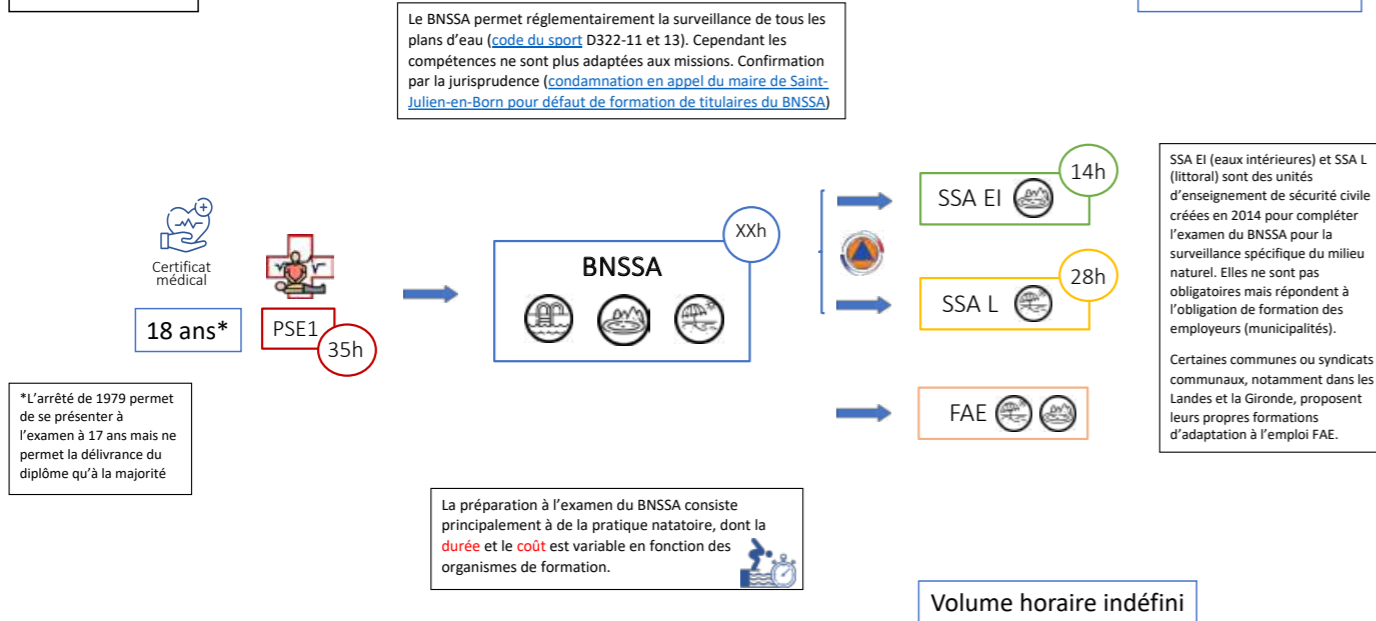 Le BNSSA permet réglementairement la surveillance de tous les
plans d'eau (code du sport D322-11 et 13). Cependant les
compétences ne sont plus adaptées aux missions. Confirmation
par la jurisprudence (condamnation en appel du maire de Saint-
Julien-en-Born pour défaut de formation de titulaires du BNSSA)
Certificat
médical
18 ans*
PSE1
35h
*L'arrêté de 1979 permet
de se présenter à
l'examen à 17 ans mais ne
permet la délivrance du
diplôme qu'à la majorité
BNSSA
XXh
SSA EI
14h
SSA L
28h
FAE
SSA EI (eaux intérieures) et SSA L
(littoral) sont des unités
d'enseignement de sécurité civile
créées en 2014 pour compléter
l'examen du BNSSA pour la
surveillance spécifique du milieu
naturel. Elles ne sont pas
obligatoires mais répondent à
l'obligation de formation des
employeurs (municipalités).
Certaines communes ou syndicats
communaux, notamment dans les
Landes et la Gironde, proposent
leurs propres formations
d'adaptation à l'emploi FAE.
La préparation à l'examen du BNSSA consiste
principalement à de la pratique natatoire, dont la
durée et le coût est variable en fonction des
organismes de formation.
Volume horaire indéfini